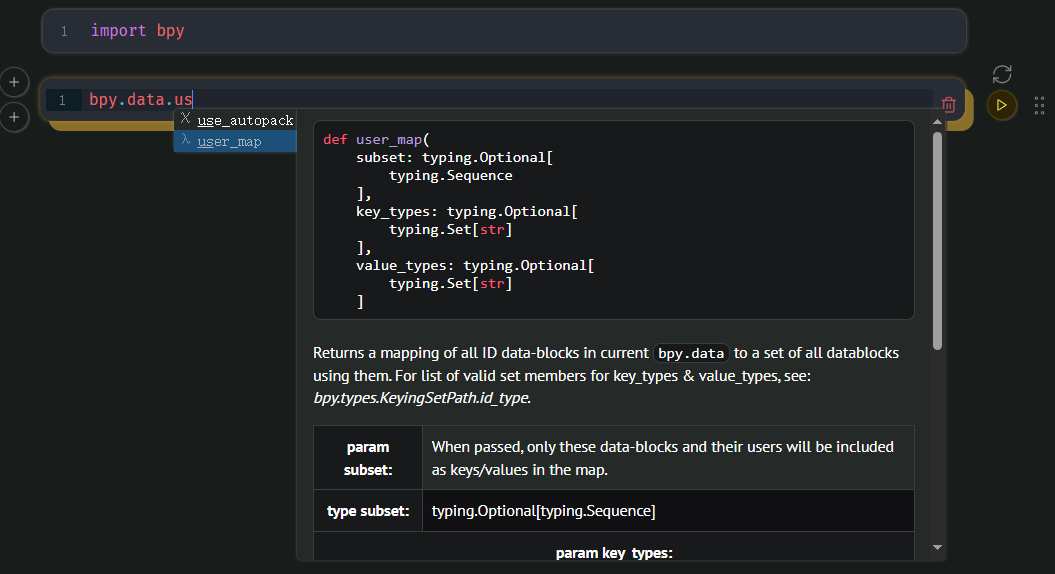 1 import bpy
1 bpy.data.us
X use_autopack
λ user_map
def user_map(
subset: typing.Optional[
typing.Sequence
],
key_types: typing.Optional[
typing.Set[str]
],
value_types: typing.Optional[
typing.Set[str]
]
Returns a mapping of all ID data-blocks in current bpy.data to a set of all datablocks
using them. For list of valid set members for key_types & value_types, see:
bpy.types.KeyingSetPath.id_type.
param
subset:
When passed, only these data-blocks and their users will be included
as keys/values in the map.
type subset: typing.Optional[typing.Sequence]
param key_types: